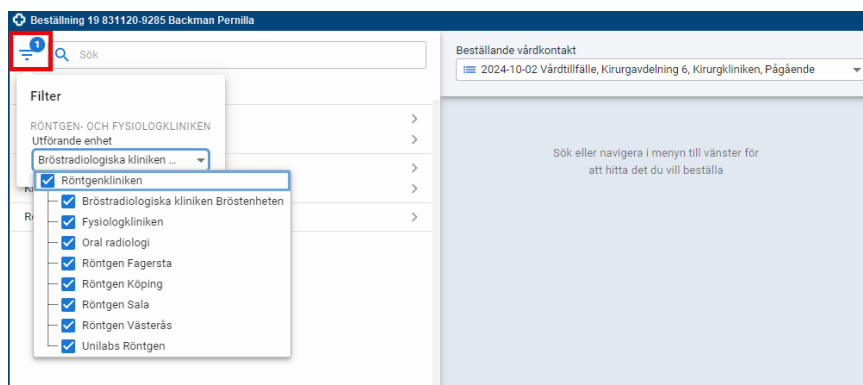 Beställning 19 831120-9285 Backman Pernilla
1
Sök
Beställande vårdkontakt
2024-10-02 Vårdtillfälle, Kirurgavdelning 6, Kirurgkliniken, Pågående
Filter
RÖNTGEN- OCH FYSIOLOGKLINIKEN
Utförande enhet
Bröstradiologiska kliniken ...
Röntgenkliniken
Bröstradiologiska kliniken Bröstenheten
Fysiologkliniken
Oral radiologi
Röntgen Fagersta
Röntgen Köping
Röntgen Sala
Röntgen Västerås
Unilabs Röntgen
Sök eller navigera i menyn till vänster för
att hitta det du vill beställa